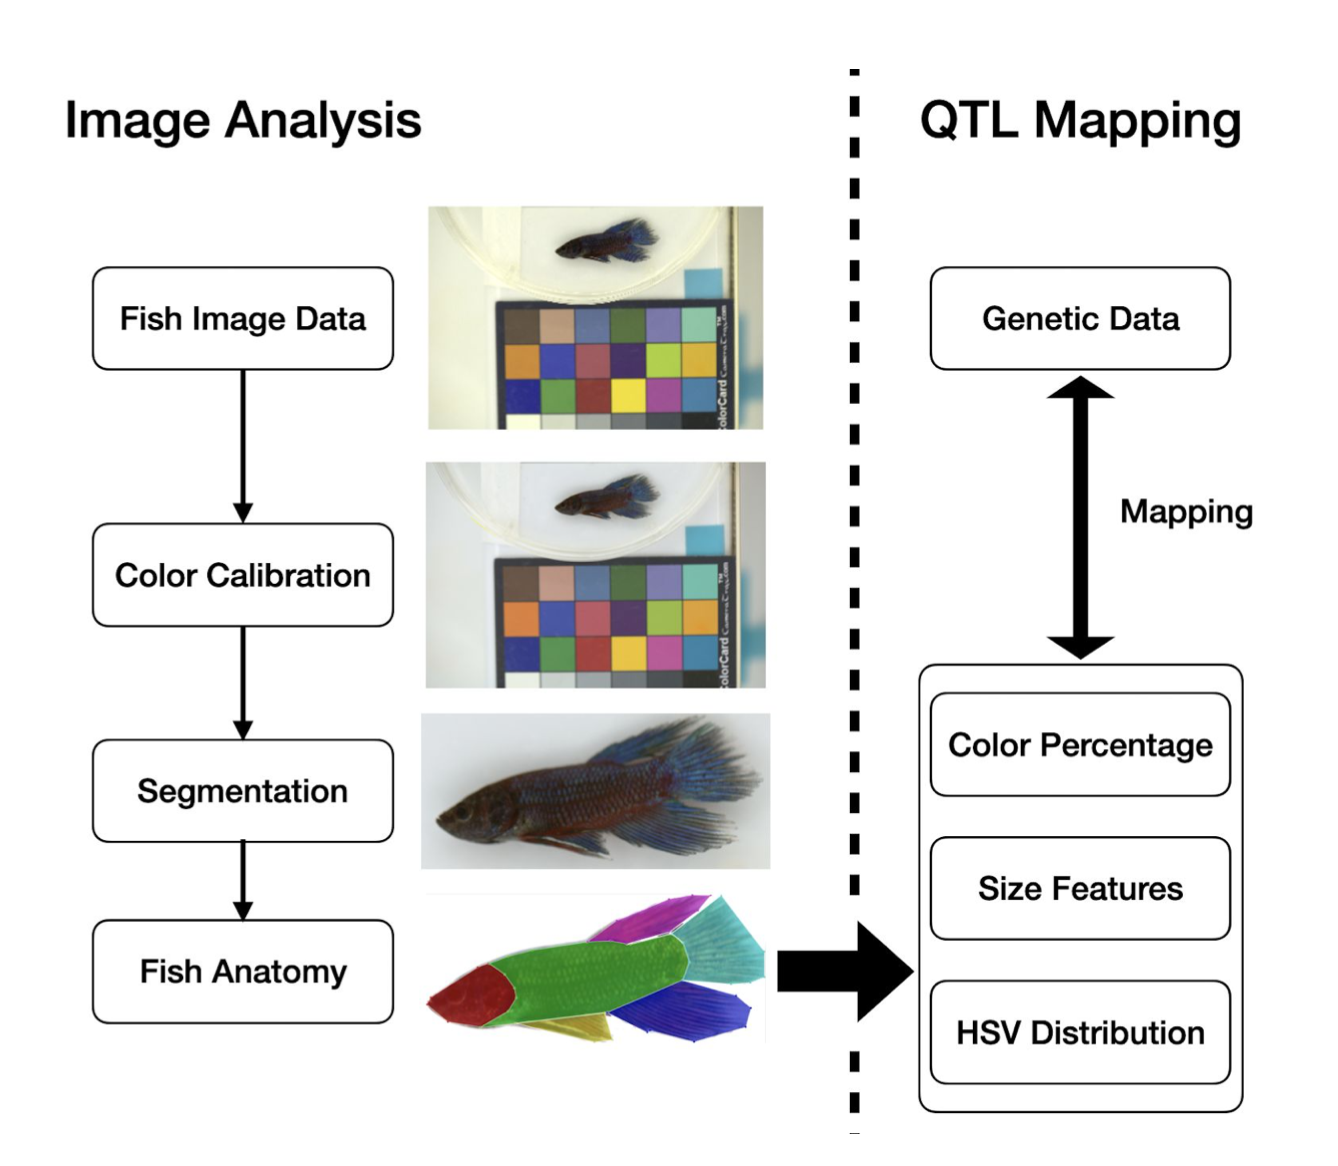 Image Analysis
QTL Mapping
Fish Image Data
Color Calibration
Segmentation
Fish Anatomy
Genetic Data
Mapping
Color Percentage
Size Features
HSV Distribution